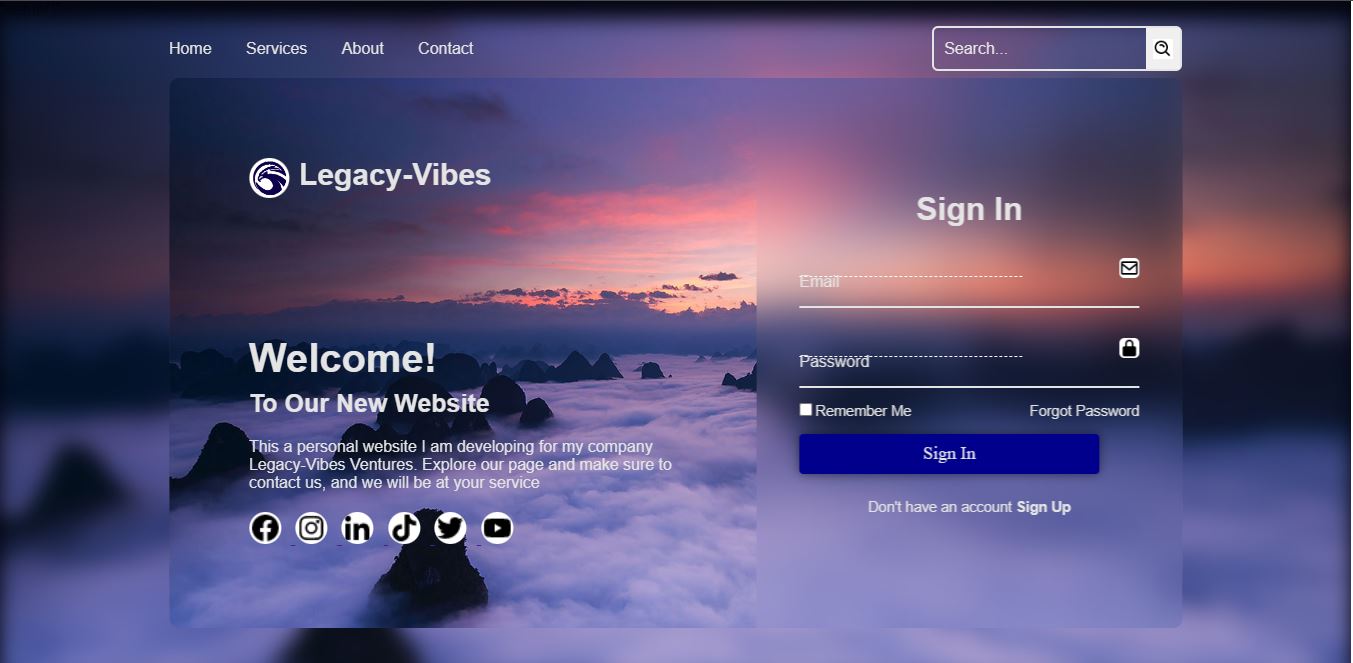 Home Services About Contact
Search...
Legacy-Vibes
Welcome!
To Our New Website
This a personal website I am developing for my company
Legacy-Vibes Ventures. Explore our page and make sure to
contact us, and we will be at your service
Sign In
Email
Password
Remember Me Forgot Password
Sign In
Don't have an account Sign Up